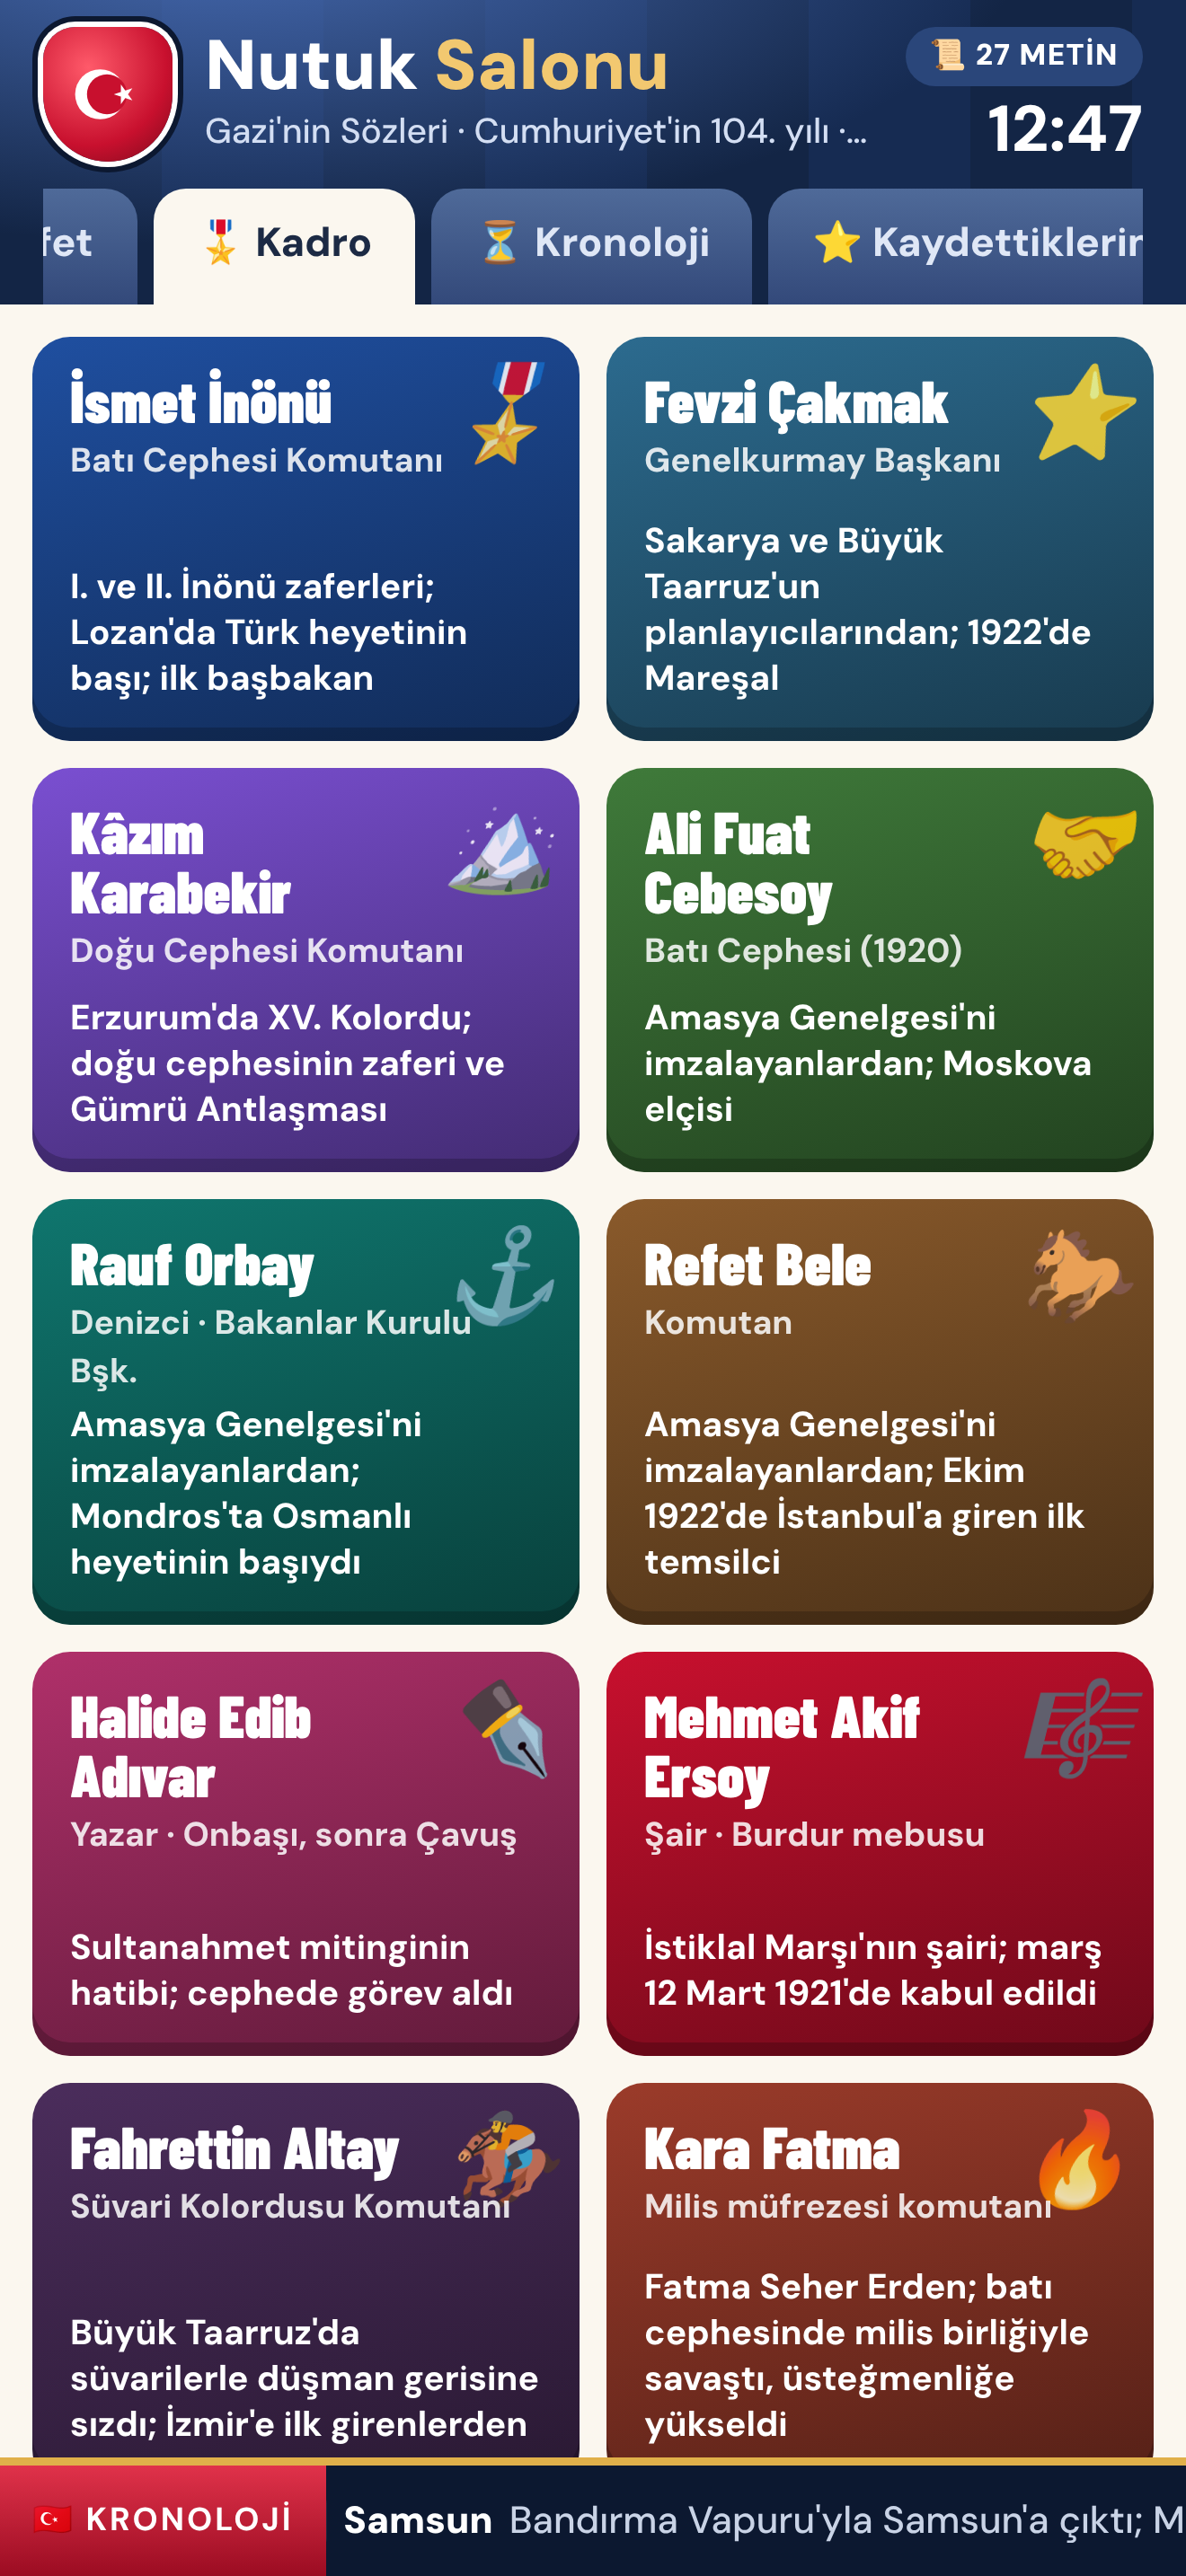 Nutuk Salonu
Gazi'nin Sözleri · Cumhuriyet'in 104. yılı ·...
27 METİN
12:47
fet
Kadro
Kronoloji
Kaydettikleri
İsmet İnönü
Batı Cephesi Komutanı
I. ve II. İnönü zaferleri;
Lozan'da Türk heyetinin
başı; ilk başbakan
Fevzi Çakmak
Genelkurmay Başkanı
Sakarya ve Büyük
Taarruz'un
planlayıcılarından; 1922'de
Mareşal
Kâzım
Karabekir
Doğu Cephesi Komutanı
Erzurum'da XV. Kolordu;
doğu cephesinin zaferi ve
Gümrü Antlaşması
Ali Fuat
Cebesoy
Batı Cephesi (1920)
Amasya Genelgesi'ni
imzalayanlardan; Moskova
elçisi
Rauf Orbay
Denizci · Bakanlar Kurulu
Bşk.
Amasya Genelgesi'ni
imzalayanlardan;
Mondros'ta Osmanlı
heyetinin başıydı
Refet Bele
Komutan
Amasya Genelgesi'ni
imzalayanlardan; Ekim
1922'de İstanbul'a giren ilk
temsilci
Halide Edib
Adıvar
Yazar · Onbaşı, sonra Çavuş
Sultanahmet mitinginin
hatibi; cephede görev aldı
Mehmet Akif
Ersoy
Şair · Burdur mebusu
İstiklal Marşı'nın şairi; marş
12 Mart 1921'de kabul edildi
Fahrettin Altay
Süvari Kolordusu Komutanı
Büyük Taarruz'da
süvarilerle düşman gerisine
sızdı; İzmir'e ilk girenlerden
Kara Fatma
Milis müfrezesi komutanı
Fatma Seher Erden; batı
cephesinde milis birliğiyle
savaştı, üsteğmenliğe
yükseldi
KRONOLOJİ
Samsun Bandırma Vapuru'yla Samsun'a çıktı; M